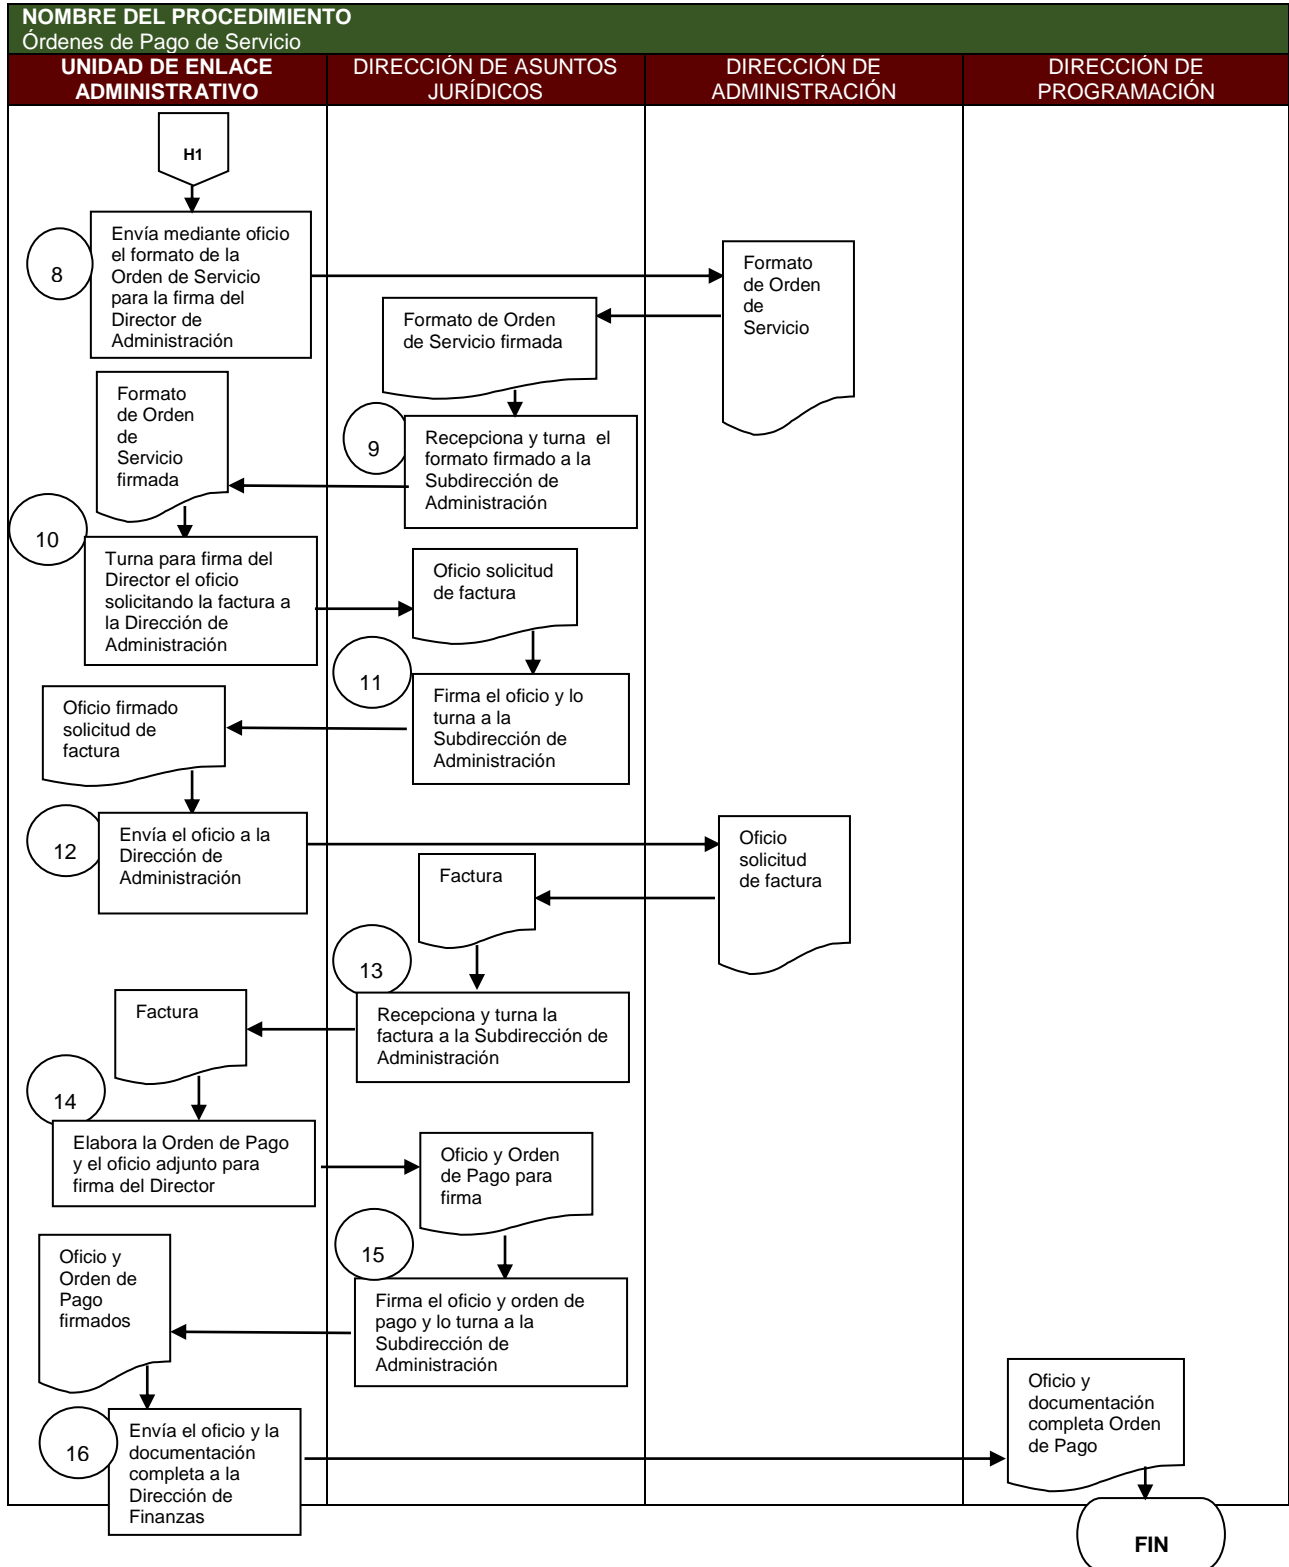 NOMBRE DEL PROCEDIMIENTO
Órdenes de Pago de Servicio
UNIDAD DE ENLACE
ADMINISTRATIVO
DIRECCIÓN DE ASUNTOS
JURÍDICOS
DIRECCIÓN DE
ADMINISTRACIÓN
DIRECCIÓN DE
PROGRAMACIÓN
H1
8
Envía mediante oficio
el formato de la
Orden de Servicio
para la firma del
Director de
Administración
Formato
de Orden
de
Servicio
Formato de Orden
de Servicio firmada
9
Recepciona y turna  el
formato firmado a la
Subdirección de
Administración
Formato
de Orden
de
Servicio
firmada
10
Turna para firma del
Director el oficio
solicitando la factura a
la Dirección de
Administración
Oficio solicitud
de factura
11
Firma el oficio y lo
turna a la
Subdirección de
Administración
Oficio firmado
solicitud de
factura
12
Envía el oficio a la
Dirección de
Administración
Oficio
solicitud
de factura
Factura
13
Recepciona y turna la
factura a la Subdirección de
Administración
Factura
14
Elabora la Orden de Pago
y el oficio adjunto para
firma del Director
Oficio y Orden
de Pago para
firma
15
Firma el oficio y orden de
pago y lo turna a la
Subdirección de
Administración
Oficio y
Orden de
Pago
firmados
16
Envía el oficio y la
documentación
completa a la
Dirección de
Finanzas
Oficio y
documentación
completa Orden
de Pago
FIN